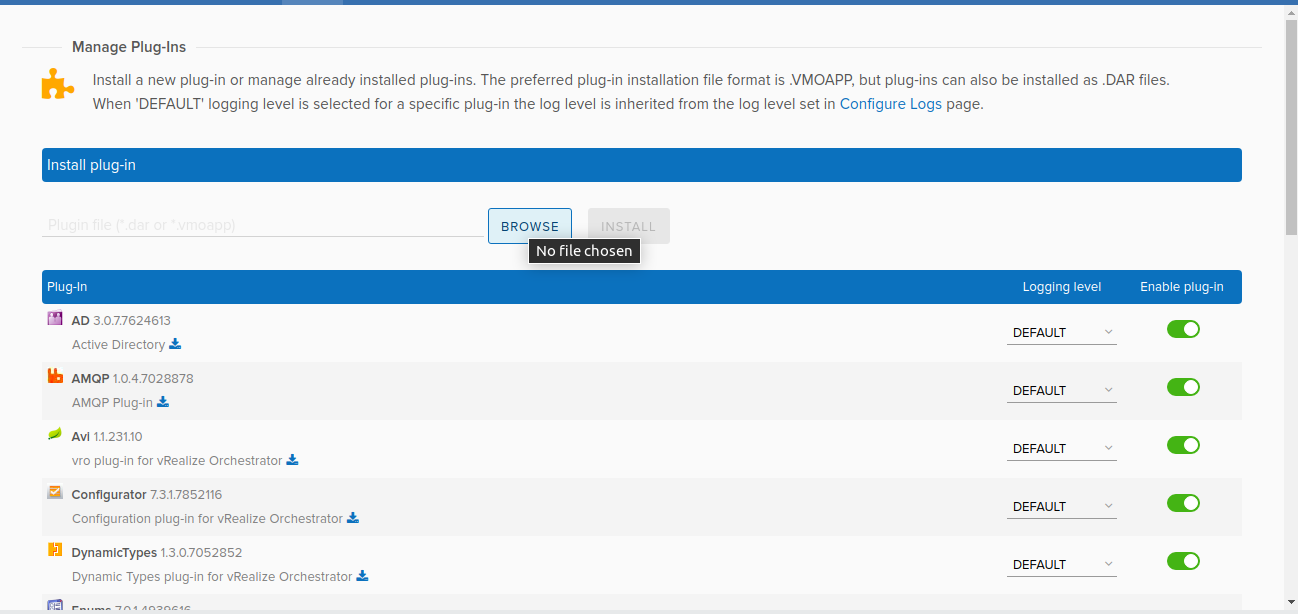 Manage Plug-Ins
Install a new plug-in or manage already installed plug-ins. The preferred plug-in installation file format is .VMOAPP, but plug-ins can also be installed as .DAR files.
When 'DEFAULT' logging level is selected for a specific plug-in the log level is inherited from the log level set in Configure Logs page.
Install plug-in
Plugin file (*.dar or *.vmoapp)
BROWSE
INSTALL
No file chosen
Plug-In Logging level Enable plug-in
AD 3.0.7.7624613
DEFAULT
Active Directory
AMQP 1.0.4.7028878
DEFAULT
AMQP Plug-in
Avi 1.1.231.10
DEFAULT
vro plug-in for vRealize Orchestrator
Configurator 7.3.1.7852116
DEFAULT
Configuration plug-in for vRealize Orchestrator
DynamicTypes 1.3.0.7052852
DEFAULT
Dynamic Types plug-in for vRealize Orchestrator
Enums 7.0.1.4939616